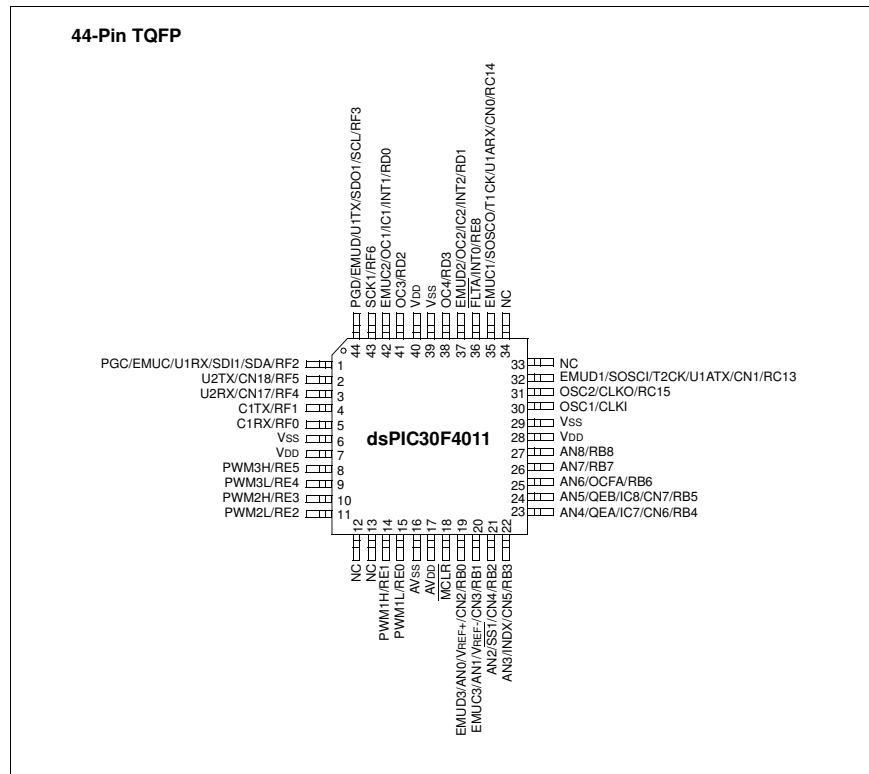 44-Pin TQFP
PGD/EMUD/U1TX/SDO1/SCL/RF3
SCK1/RF6
EMUC2/OC1/IC1/INT1/RD0
OC3/RD2
VDD
VSS
OC4/RD3
EMUD2/OC2/IC2/INT2/RD1
FLTA/INT0/RE8
EMUC1/SOSCO/T1CK/U1ARX/CN0/RC14
NC
44 43 42 41 40 39 38 37 36 35 34
PGC/EMUC/U1RX/SDI1/SDA/RF2 1
U2TX/CN18/RF5 2
U2RX/CN17/RF4 3
C1TX/RF1 4
C1RX/RF0 5
VSS 6
VDD 7
PWM3H/RE5 8
PWM3L/RE4 9
PWM2H/RE3 10
PWM2L/RE2 11
dsPIC30F4011
33 NC
32 EMUD1/SOSCI/T2CK/U1ATX/CN1/RC13
31 OSC2/CLKO/RC15
30 OSC1/CLKI
29 VSS
28 VDD
27 AN8/RB8
26 AN7/RB7
25 AN6/OCFA/RB6
24 AN5/QEB/IC8/CN7/RB5
23 AN4/QEA/IC7/CN6/RB4
12 13 14 15 16 17 18 19 20 21 22
NC
NC
PWM1H/RE1
PWM1L/RE0
AVSS
AVDD
MCLR
EMUD3/AN0/VREF+/CN2/RB0
EMUC3/AN1/VREF-/CN3/RB1
AN2/SS1/CN4/RB2
AN3/INDX/CN5/RB3